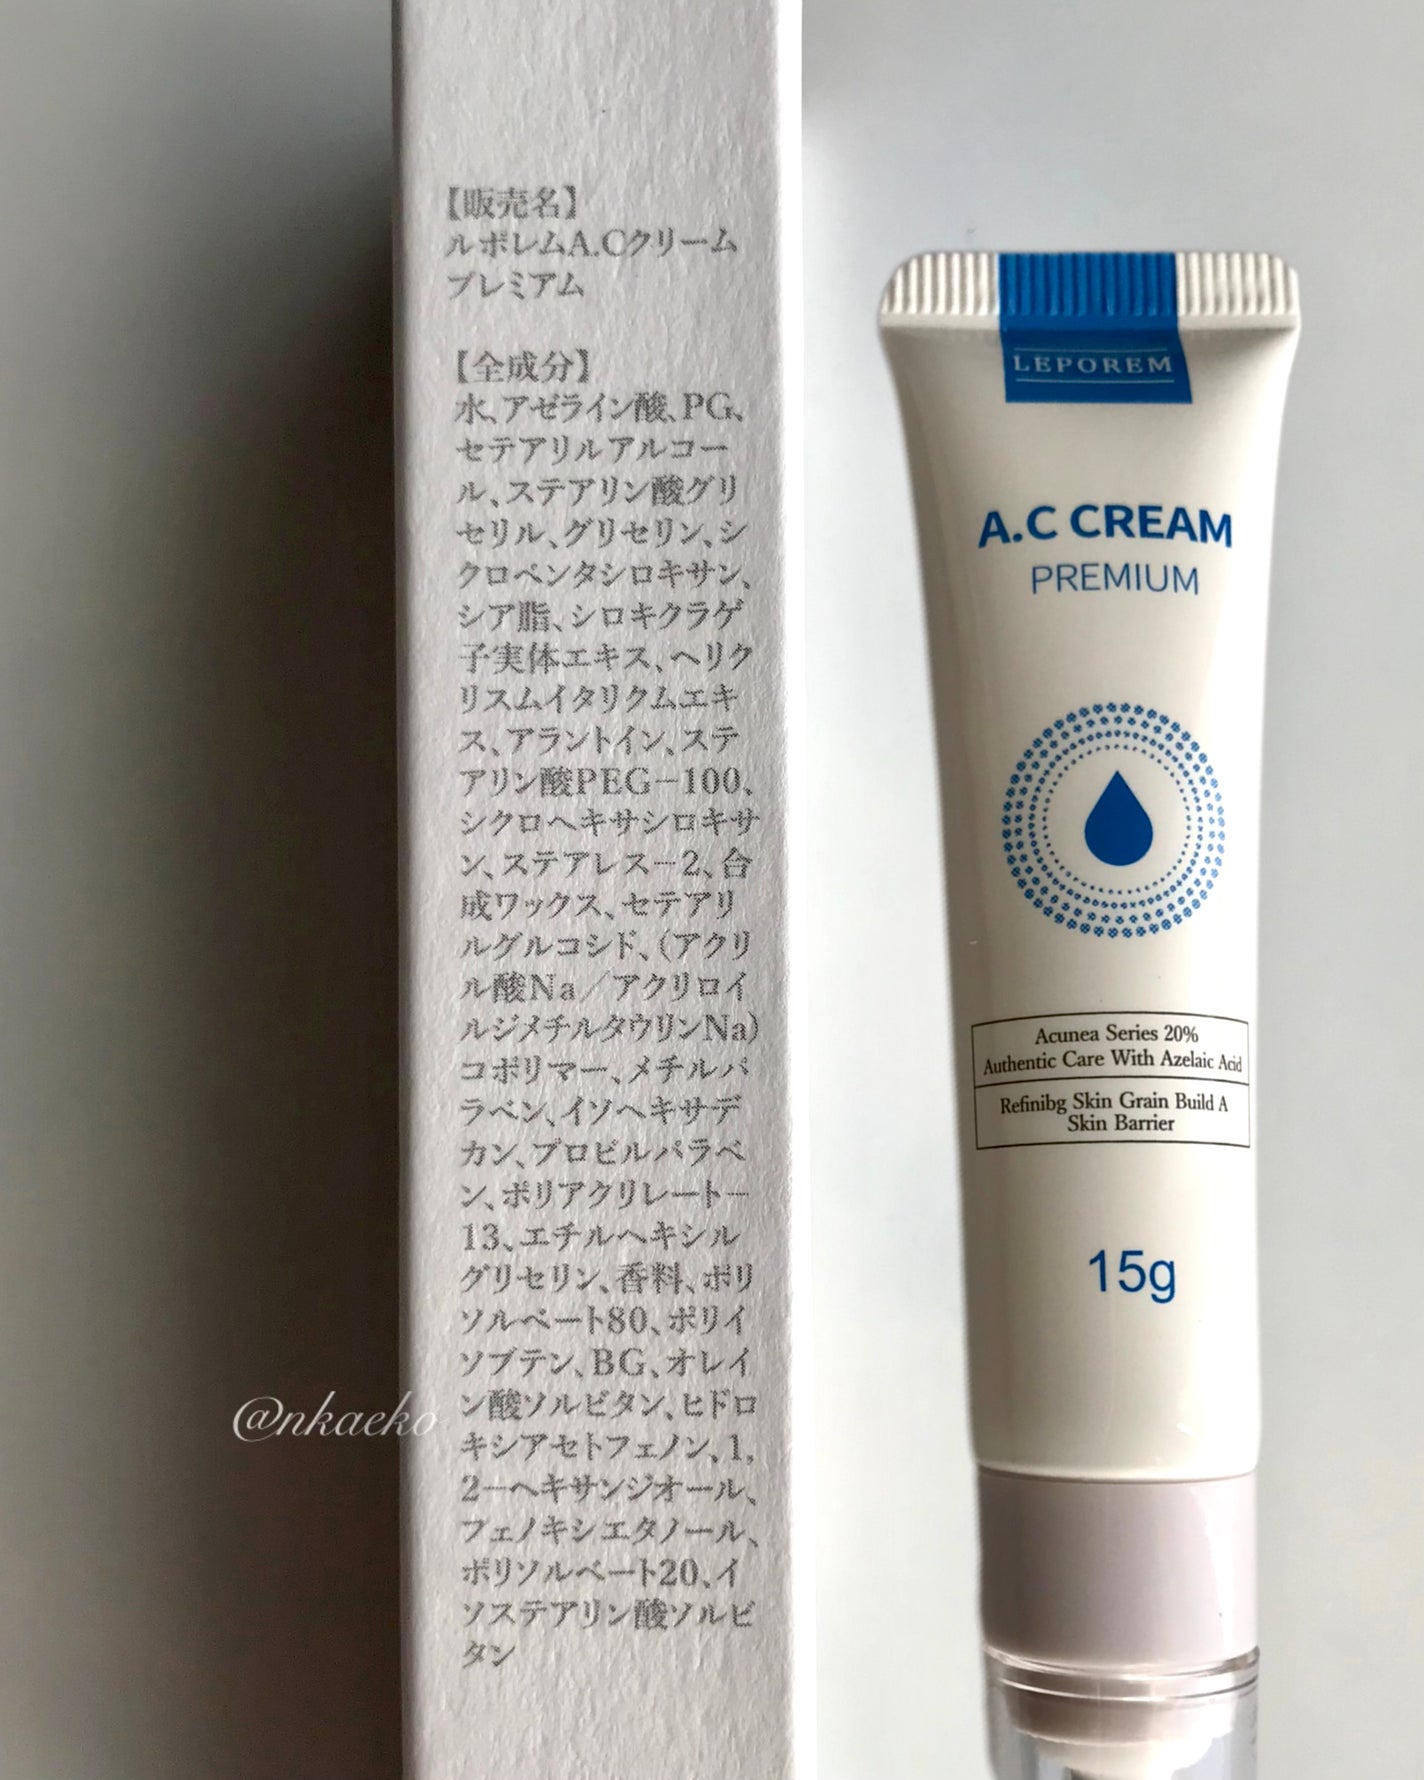 【販売名】
ルポレムA.Cクリーム
プレミアム
【全成分】
水、アゼライン酸、PG、
セテアリルアルコー
ル、ステアリン酸グリ
セリル、グリセリン、シ
クロペンタシロキサン、
シア脂、シロキクラゲ
子実体エキス、ヘリク
リスムイタリクムエキ
ス、アラントイン、ステ
アリン酸PEG-100、
シクロヘキサシロキサ
ン、ステアレス-2、合
成ワックス、セテアリ
ルグルコシド、(アクリ
ル酸Na/アクリロイ
ルジメチルタウリンNa)
コポリマー、メチルパ
ラベン、イソヘキサデ
カン、プロピルパラベ
ン、ポリアクリレート-
13、エチルヘキシル
グリセリン、香料、ポリ
ソルベート80、ポリイ
ソブテン、BG、オレイ
ン酸ソルビタン、ヒドロ
キシアセトフェノン、1,
2-ヘキサンジオール、
フェノキシエタノール、
ポリソルベート20、イ
ソステアリン酸ソルビ
タン
@nkaeko
LEPOREM
A.C CREAM
PREMIUM
Acunea Series 20%
Authentic Care With Azelaic Acid
Refinibg Skin Grain Build A
Skin Barrier
15g